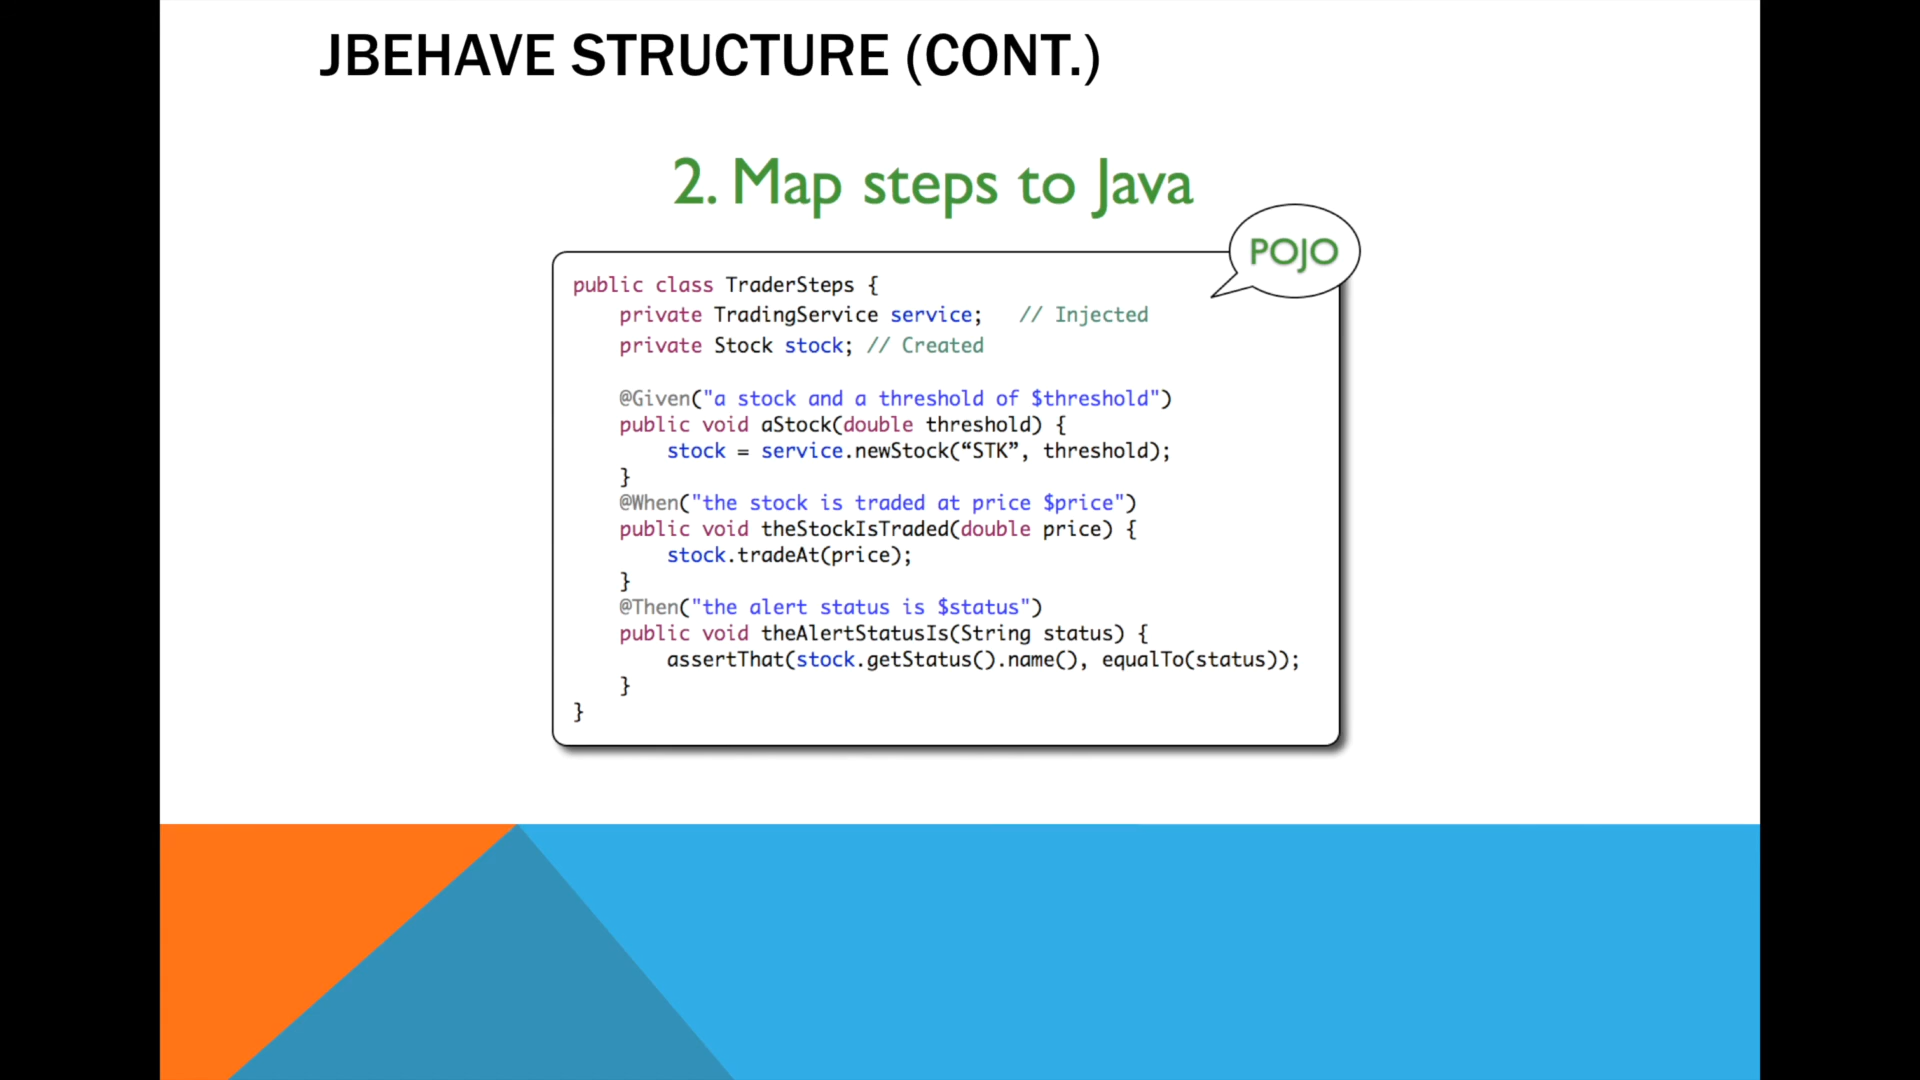 JBEHAVE STRUCTURE (CONT.)
2. Map steps to Java
POJO
public class TraderSteps {
    private TradingService service;   // Injected
    private Stock stock; // Created

    @Given("a stock and a threshold of $threshold")
    public void aStock(double threshold) {
        stock = service.newStock(“STK”, threshold);
    }
    @When("the stock is traded at price $price")
    public void theStockIsTraded(double price) {
        stock.tradeAt(price);
    }
    @Then("the alert status is $status")
    public void theAlertStatusIs(String status) {
        assertThat(stock.getStatus().name(), equalTo(status));
    }
}